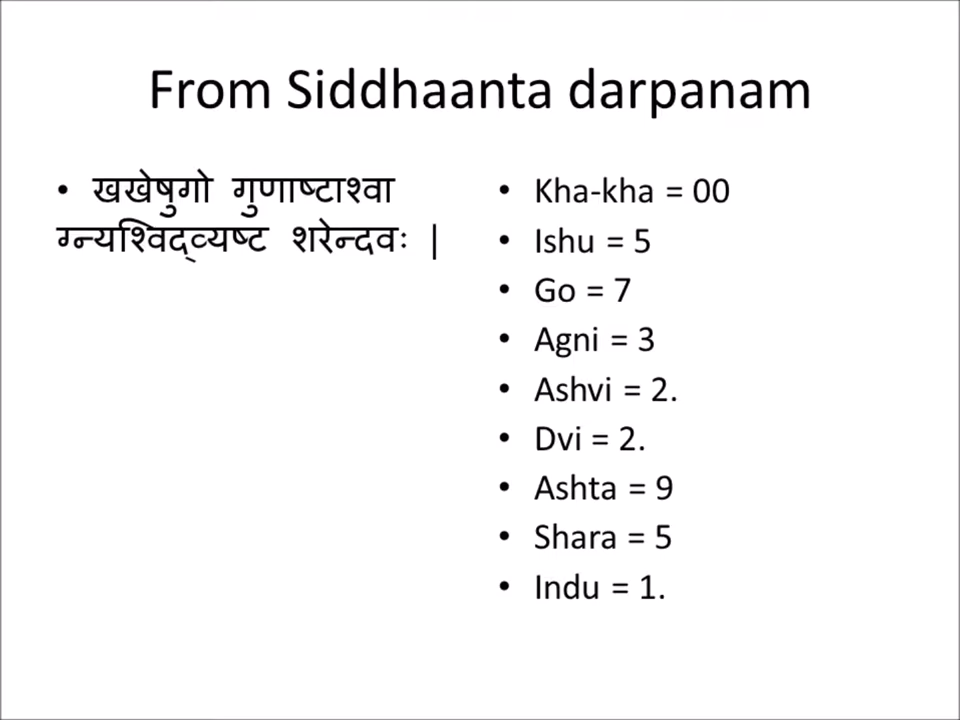 From Siddhaanta darpanam
• खखेषुगो गुणाष्टाश्वा
ग्न्यश्विद्‌व्यष्ट शरेन्दवः |
• Kha-kha = 00
• Ishu = 5
• Go = 7
• Agni = 3
• Ashvi = 2.
• Dvi = 2.
• Ashta = 9
• Shara = 5
• Indu = 1.